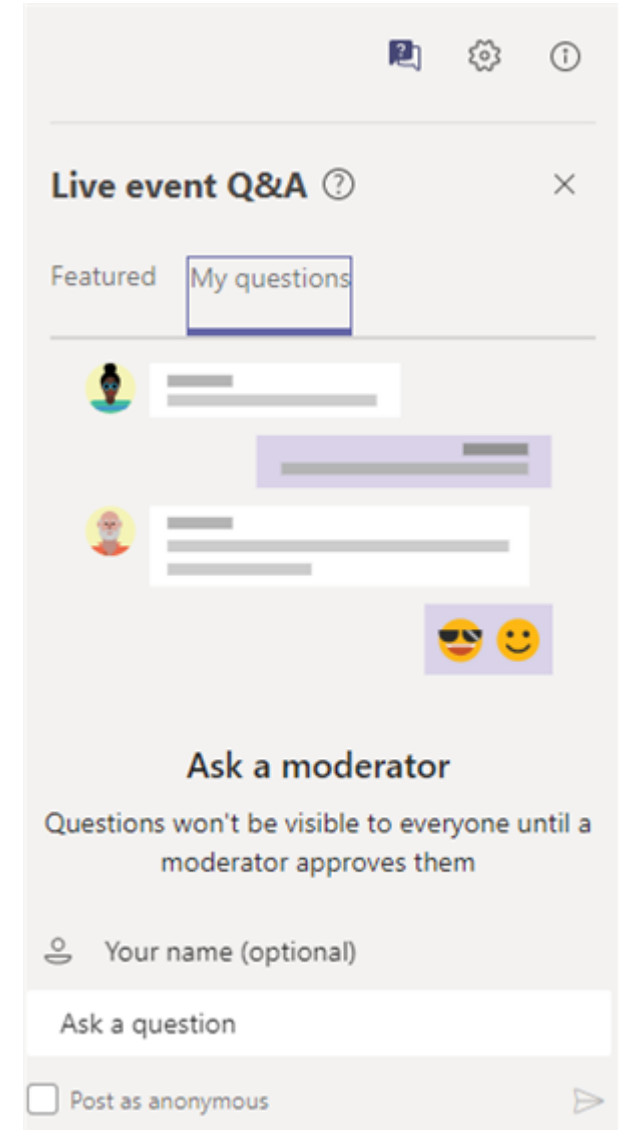 Live event Q&A
Featured
My questions
Ask a moderator
Questions won't be visible to everyone until a
moderator approves them
Your name (optional)
Ask a question
Post as anonymous